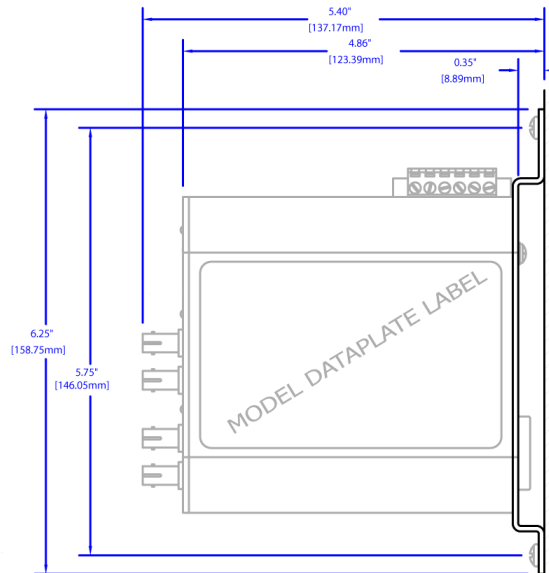 5.40"
[137.17mm]
4.86"
[123.39mm]
0.35"
[8.89mm]
6.25"
[158.75mm]
5.75"
[146.05mm]
MODEL DATAPLATE LABEL